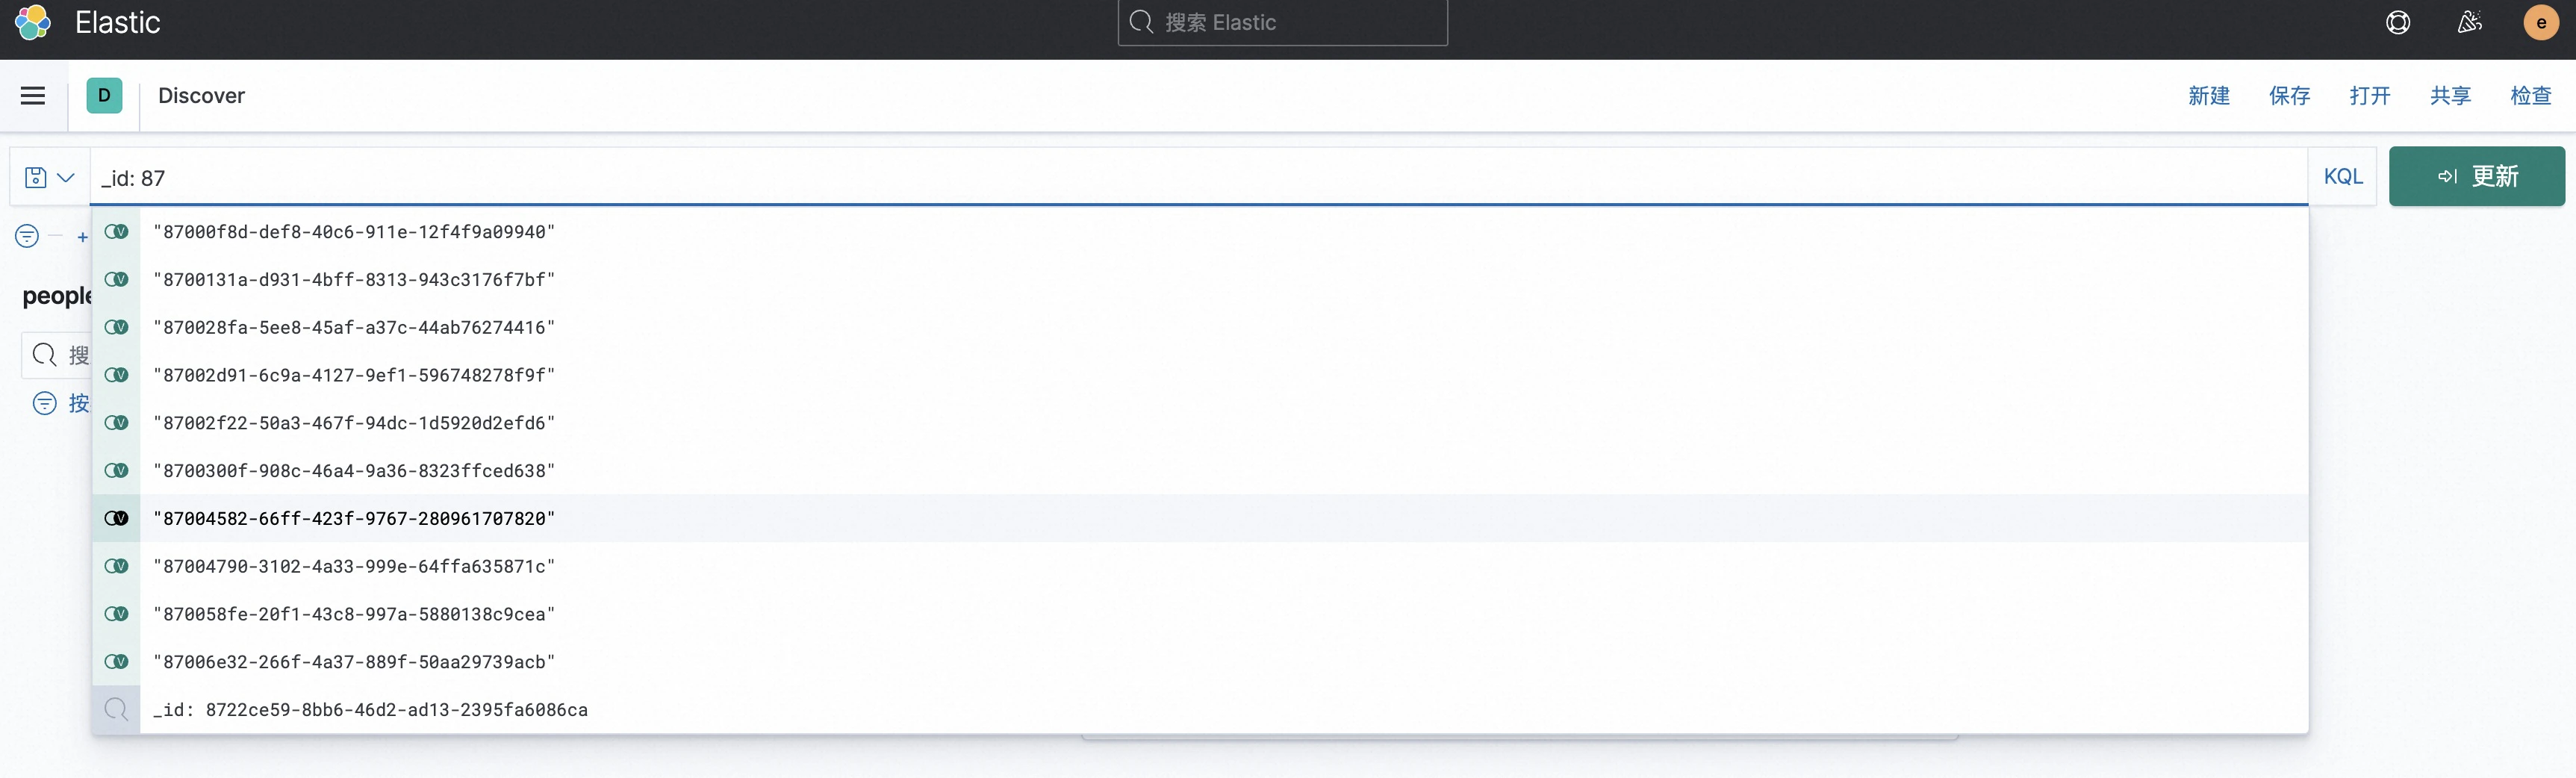 Elastic
搜索 Elastic
e
D
Discover
新建
保存
打开
共享
检查
_id: 87
KQL
更新
"87000f8d-def8-40c6-911e-12f4f9a09940"
"8700131a-d931-4bff-8313-943c3176f7bf"
"870028fa-5ee8-45af-a37c-44ab76274416"
"87002d91-6c9a-4127-9ef1-596748278f9f"
"87002f22-50a3-467f-94dc-1d5920d2efd6"
"8700300f-908c-46a4-9a36-8323ffced638"
"87004582-66ff-423f-9767-280961707820"
"87004790-3102-4a33-999e-64ffa635871c"
"870058fe-20f1-43c8-997a-5880138c9cea"
"87006e32-266f-4a37-889f-50aa29739acb"
_id: 8722ce59-8bb6-46d2-ad13-2395fa6086ca
+
people
搜
按